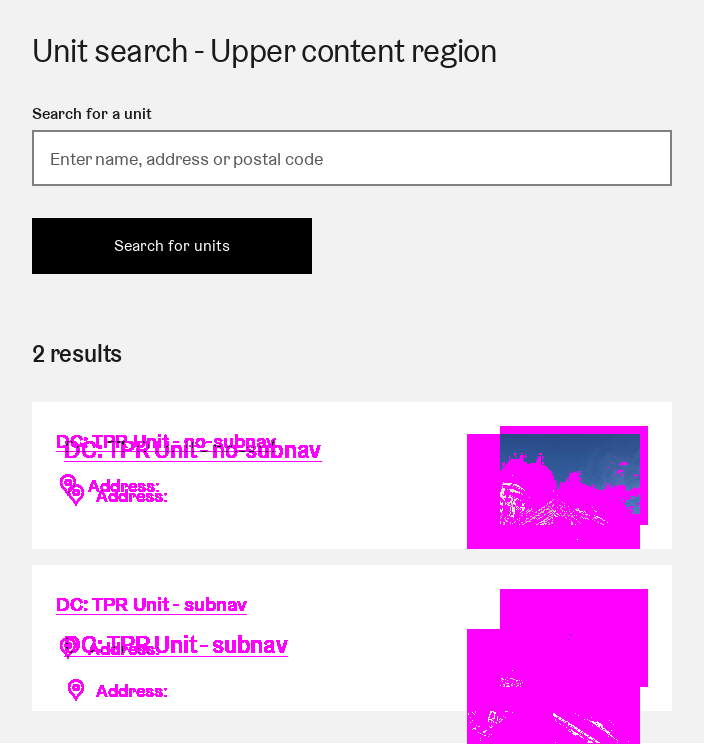 Unit search - Upper content region
Search for a unit
Enter name, address or postal code
Search for units
2 results
DC: TPR Unit - no-subnav
DC: TPR Unit - no-subnav
Address:
Address:
DC: TPR Unit - subnav
DC: TPR Unit - subnav
Address:
Address: